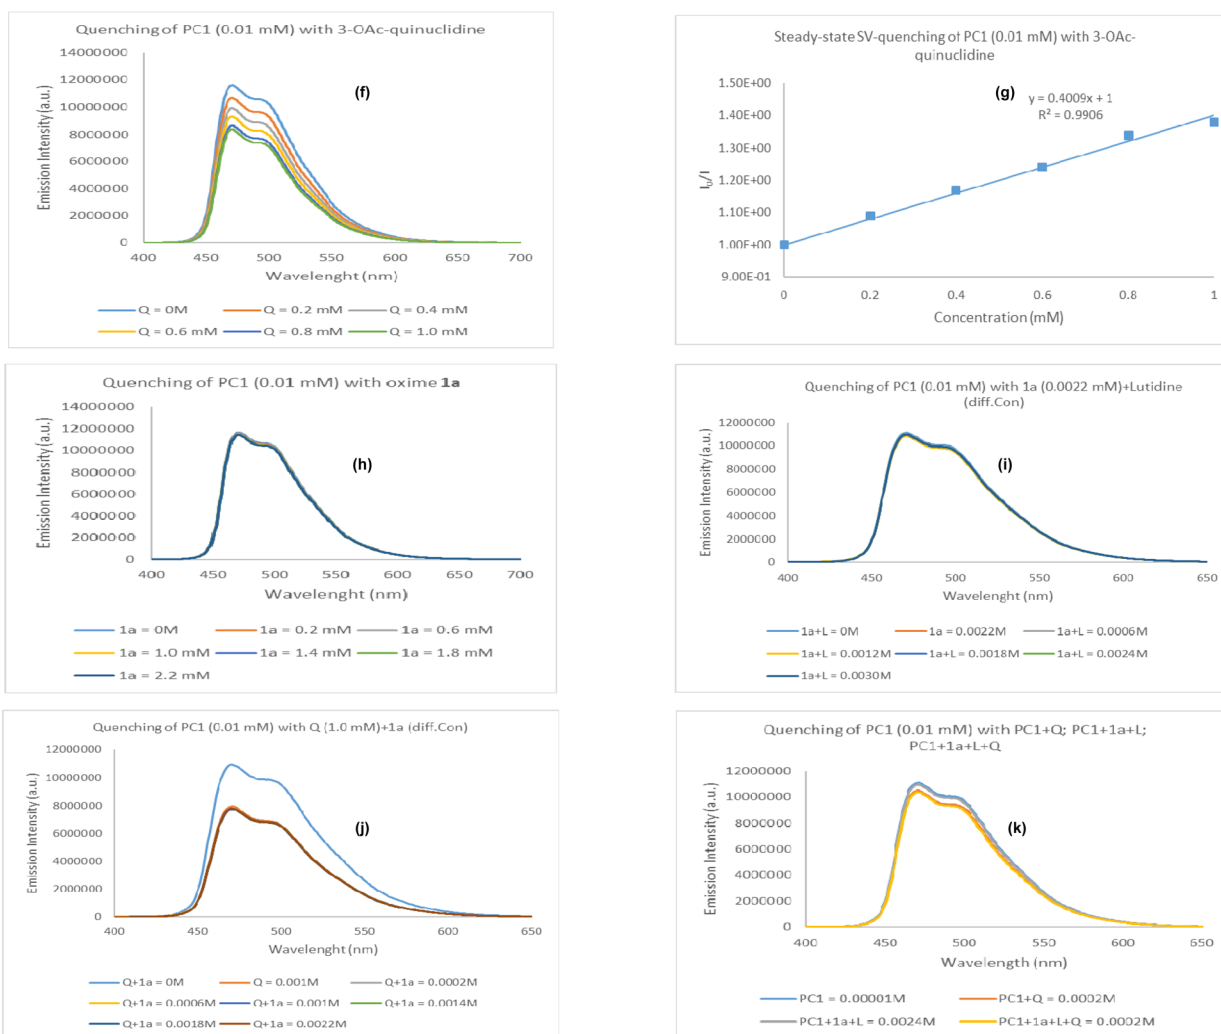 Quenching of PC1 (0.01 mM) with 3-OAc-quinuclidine
14000000
12000000
10000000
8000000
6000000
4000000
2000000
0
Emission Intensity (a.u.)
(f)
400 450 500 550 600 650 700
Wavelenght (nm)
Q = 0M Q = 0.2 mM Q = 0.4 mM
Q = 0.6 mM Q = 0.8 mM Q = 1.0 mM
Steady-state SV-quenching of PC1 (0.01 mM) with 3-OAc-
quinuclidine
1.50E+00
1.40E+00
1.30E+00
1.20E+00
1.10E+00
1.00E+00
9.00E-01
I₀/I
(g)
y = 0.4009x + 1
R² = 0.9906
0 0.2 0.4 0.6 0.8 1
Concentration (mM)
Quenching of PC1 (0.01 mM) with oxime 1a
14000000
12000000
10000000
8000000
6000000
4000000
2000000
0
Emission Intensity (a.u.)
(h)
400 450 500 550 600 650 700
Wavelenght (nm)
1a = 0M 1a = 0.2 mM 1a = 0.6 mM
1a = 1.0 mM 1a = 1.4 mM 1a = 1.8 mM
1a = 2.2 mM
Quenching of PC1 (0.01 mM) with 1a (0.0022 mM)+Lutidine
(diff.Con)
12000000
10000000
8000000
6000000
4000000
2000000
0
Emission Intensity (a.u.)
(i)
400 450 500 550 600 650
Wavelenght (nm)
1a+L = 0M 1a = 0.0022M 1a+L = 0.0006M
1a+L = 0.0012M 1a+L = 0.0018M 1a+L = 0.0024M
1a+L = 0.0030M
Quenching of PC1 (0.01 mM) with Q (1.0 mM)+1a (diff.Con)
12000000
10000000
8000000
6000000
4000000
2000000
0
Emission Intensity (a.u.)
(j)
400 450 500 550 600 650
Wavelenght (nm)
Q+1a = 0M Q = 0.001M Q+1a = 0.0002M
Q+1a = 0.0006M Q+1a = 0.001M Q+1a = 0.0014M
Q+1a = 0.0018M Q+1a = 0.0022M
Quenching of PC1 (0.01 mM) with PC1+Q; PC1+1a+L;
PC1+1a+L+Q
12000000
10000000
8000000
6000000
4000000
2000000
0
Emission Intensity (a.u.)
(k)
400 450 500 550 600 650
Wavelength (nm)
PC1 = 0.00001M PC1+Q = 0.0002M
PC1+1a+L = 0.0024M PC1+1a+L+Q = 0.0002M